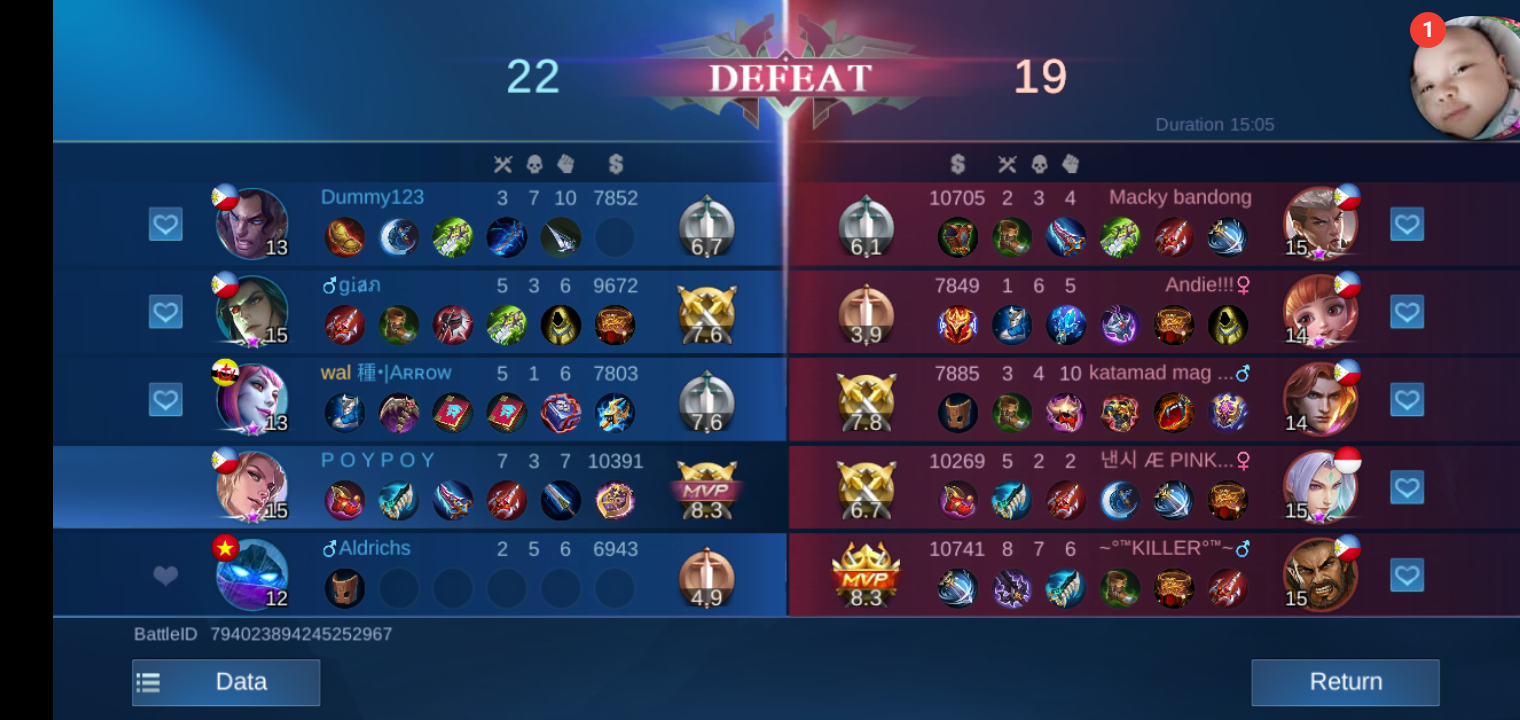 1
22 DEFEAT 19
Duration 15:05
Dummy123 3 7 10 7852
13 6.7
10705 2 3 4 Macky bandong
6.1 15
♂giøล 5 3 6 9672
15 7.6
7849 1 6 5 Andie!!!♀
3.9 14
wal 種•|Aʀʀᴏᴡ 5 1 6 7803
13 7.6
7885 3 4 10 katamad mag ...♂
7.8 14
P O Y P O Y 7 3 7 10391
15 MVP 8.3
10269 5 2 2 낸시 Æ PINK...♀
6.7 15
♂Aldrichs 2 5 6 6943
12 4.9
10741 8 7 6 ~°™KILLER°™~♂
MVP 8.3 15
BattleID 794023894245252967
Data
Return